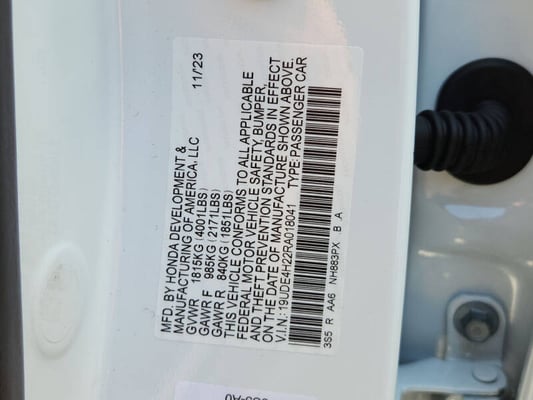 MFD. BY HONDA DEVELOPMENT &
MANUFACTURING OF AMERICA, LLC 11/23
GVWR 1815KG (4001LBS)
GAWR F 985KG (2171LBS)
GAWR R 840KG (1851LBS)
THIS VEHICLE CONFORMS TO ALL APPLICABLE
FEDERAL MOTOR VEHICLE SAFETY, BUMPER,
AND THEFT PREVENTION STANDARDS IN EFFECT
ON THE DATE OF MANUFACTURE SHOWN ABOVE.
V.I.N.: 19UDE4H22RA018041 TYPE: PASSENGER CAR
3S5 R AA6 NH883PX B A